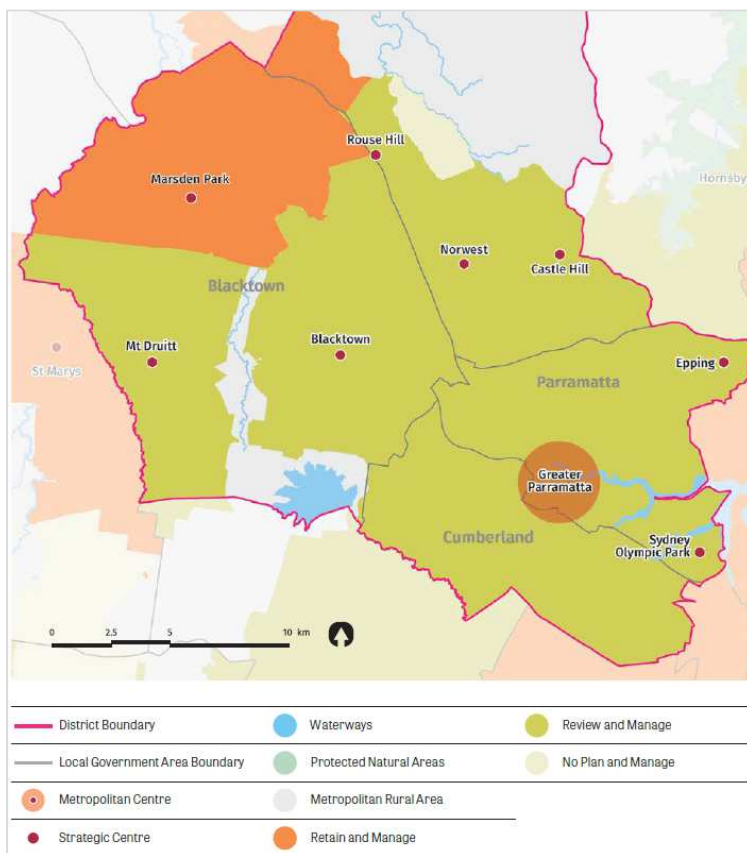 Rouse Hill
Marsden Park
Hornsby
Norwest
Castle Hill
Blacktown
Mt Druitt
Blacktown
St Marys
Epping
Parramatta
Greater
Parramatta
Cumberland
Sydney
Olympic Park
0 2.5 5 10 km
District Boundary
Waterways
Review and Manage
Local Government Area Boundary
Protected Natural Areas
No Plan and Manage
Metropolitan Centre
Metropolitan Rural Area
Strategic Centre
Retain and Manage